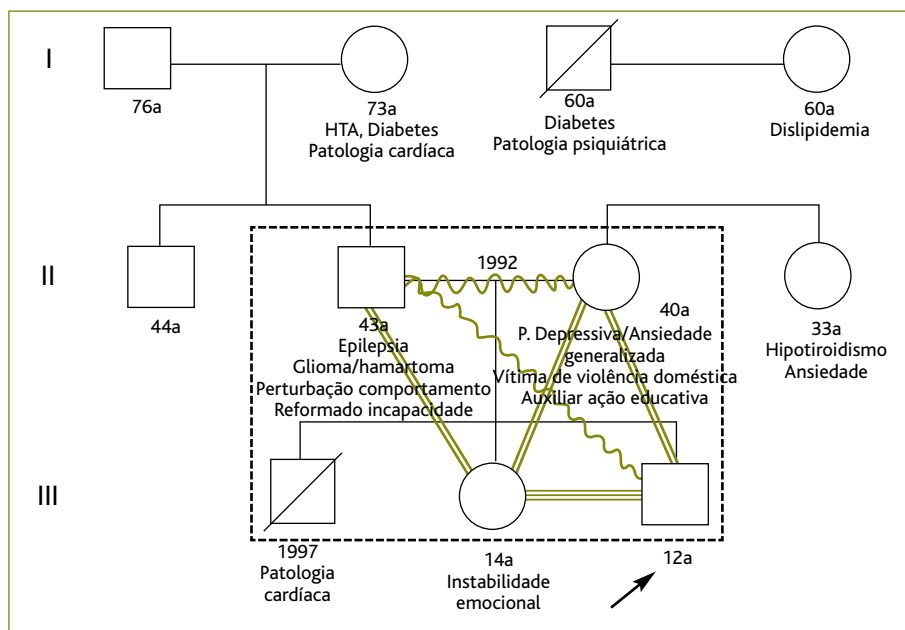 I
76a
73a
HTA, Diabetes
Patologia cardíaca
60a
Diabetes
Patologia psiquiátrica
60a
Dislipidemia
II
1992
44a
43a
Epilepsia
Glioma/hamartoma
Perturbação comportamento
Reformado incapacidade
40a
P. Depressiva/Ansiedade
generalizada
Vítima de violência doméstica
Auxiliar ação educativa
33a
Hipotiroidismo
Ansiedade
III
1997
Patologia
cardíaca
14a
Instabilidade
emocional
12a